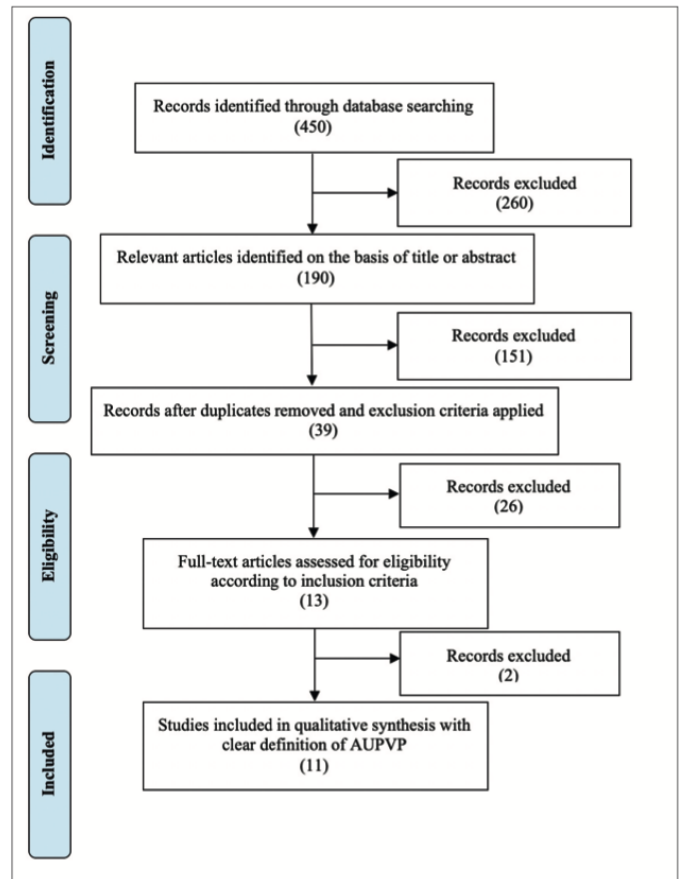 Identification
Records identified through database searching
(450)
Records excluded
(260)
Screening
Relevant articles identified on the basis of title or abstract
(190)
Records excluded
(151)
Records after duplicates removed and exclusion criteria applied
(39)
Eligibility
Records excluded
(26)
Full-text articles assessed for eligibility
according to inclusion criteria
(13)
Records excluded
(2)
Included
Studies included in qualitative synthesis with
clear definition of AUPVP
(11)